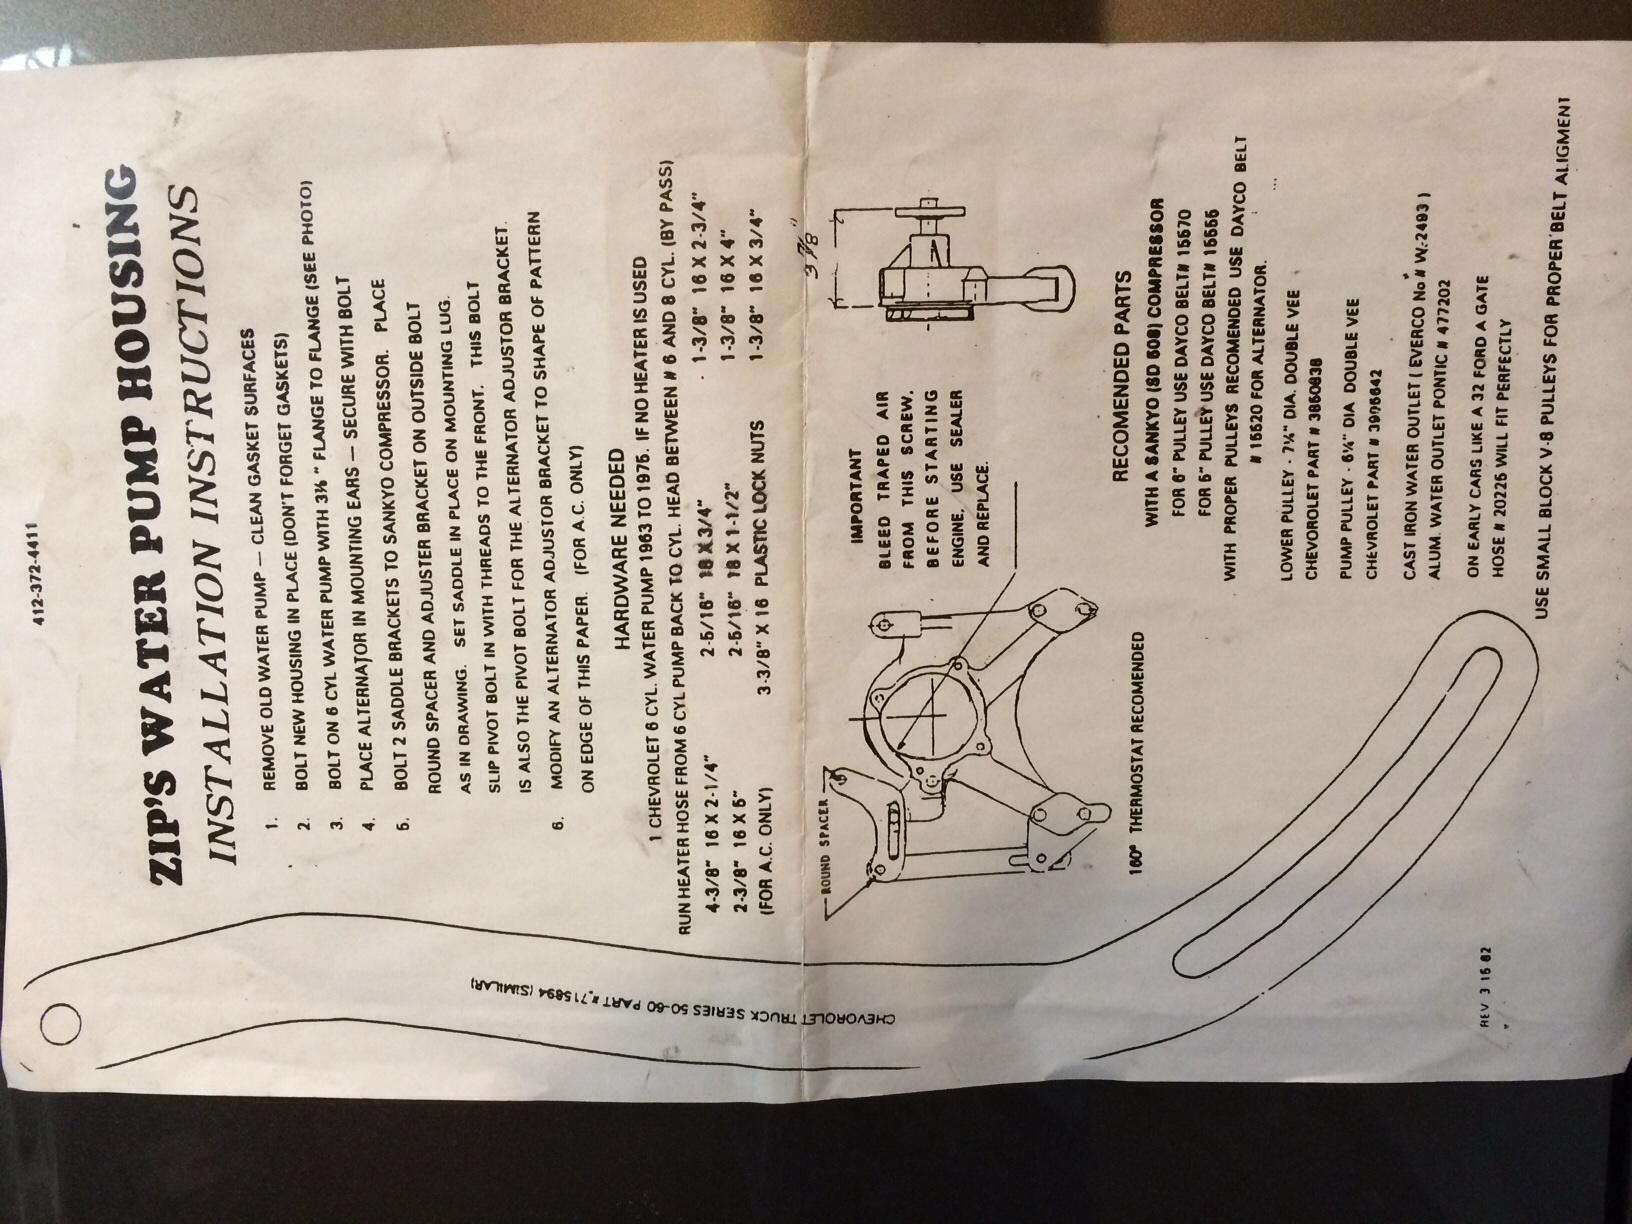 412-372-4411
ZIP'S WATER PUMP HOUSING
INSTALLATION INSTRUCTIONS
1. REMOVE OLD WATER PUMP — CLEAN GASKET SURFACES
2. BOLT NEW HOUSING IN PLACE (DON'T FORGET GASKETS)
3. BOLT ON 6 CYL WATER PUMP WITH 3⅜" FLANGE TO FLANGE (SEE PHOTO)
4. PLACE ALTERNATOR IN MOUNTING EARS — SECURE WITH BOLT
5. BOLT 2 SADDLE BRACKETS TO SANKYO COMPRESSOR. PLACE
ROUND SPACER AND ADJUSTER BRACKET ON OUTSIDE BOLT
AS IN DRAWING. SET SADDLE IN PLACE ON MOUNTING LUG.
SLIP PIVOT BOLT IN WITH THREADS TO THE FRONT. THIS BOLT
IS ALSO THE PIVOT BOLT FOR THE ALTERNATOR ADJUSTOR BRACKET.
6. MODIFY AN ALTERNATOR ADJUSTOR BRACKET TO SHAPE OF PATTERN
ON EDGE OF THIS PAPER. (FOR A.C. ONLY)
HARDWARE NEEDED
1 CHEVROLET 6 CYL. WATER PUMP 1963 TO 1975. IF NO HEATER IS USED
RUN HEATER HOSE FROM 6 CYL PUMP BACK TO CYL. HEAD BETWEEN # 6 AND 8 CYL. (BY PASS)
4-3/8" 16 X 2-1/4" 2-5/16" 18 X 3/4" 1-3/8" 16 X 2-3/4"
2-3/8" 16 X 5" 2-5/16" 18 X 1-1/2" 1-3/8" 16 X 4"
(FOR A.C. ONLY) 3-3/8" X 16 PLASTIC LOCK NUTS 1-3/8" 16 X 3/4"
ROUND SPACER
IMPORTANT
BLEED TRAPED AIR
FROM THIS SCREW,
BEFORE STARTING
ENGINE, USE SEALER
AND REPLACE.
3 7/8"
160° THERMOSTAT RECOMENDED
RECOMENDED PARTS
WITH A SANKYO (SD 508) COMPRESSOR
FOR 6" PULLEY USE DAYCO BELT# 15570
FOR 5" PULLEY USE DAYCO BELT# 15555
WITH PROPER PULLEYS RECOMENDED USE DAYCO BELT
# 15520 FOR ALTERNATOR.
LOWER PULLEY - 7¼" DIA. DOUBLE VEE
CHEVOROLET PART # 3860838
PUMP PULLEY - 6¼" DIA DOUBLE VEE
CHEVROLET PART # 3906642
CAST IRON WATER OUTLET ( EVERCO No # W-2493 )
ALUM. WATER OUTLET PONTIC # 477202
ON EARLY CARS LIKE A 32 FORD A GATE
HOSE # 20226 WILL FIT PERFECTLY
USE SMALL BLOCK V-8 PULLEYS FOR PROPER BELT ALIGMENT
CHEVOROLET TRUCK SERIES 50-60 PART # 715894 (SIMILAR)
REV 3 15 82